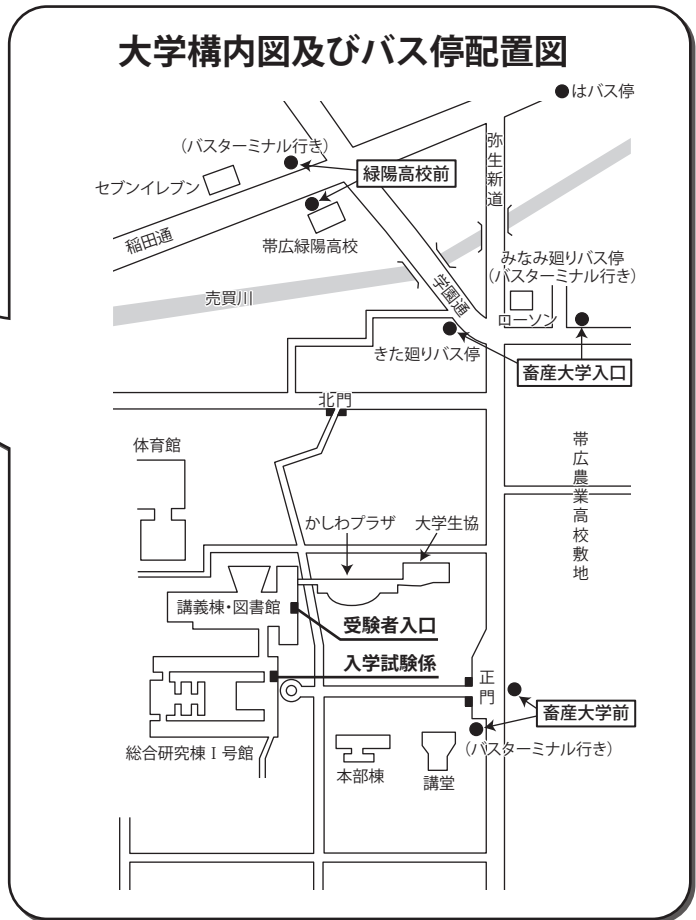 大学構内図及びバス停配置図
●はバス停
(バスターミナル行き)
緑陽高校前
セブンイレブン
弥生新道
稲田通
帯広緑陽高校
みなみ廻りバス停
(バスターミナル行き)
学園通
売買川
ローソン
きた廻りバス停
畜産大学入口
北門
体育館
帯広農業高校敷地
かしわプラザ
大学生協
講義棟・図書館
受験者入口
入学試験係
正門
畜産大学前
総合研究棟Ⅰ号館
(バスターミナル行き)
本部棟
講堂